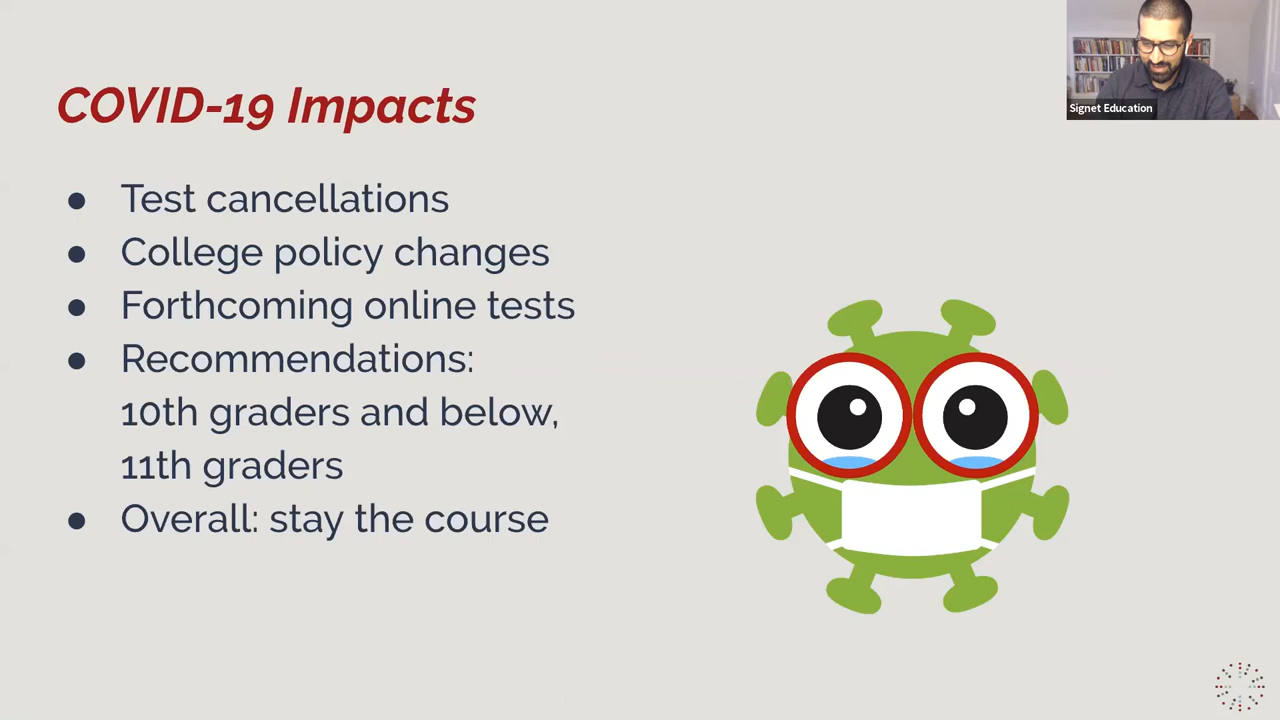 Signet Education
COVID-19 Impacts
● Test cancellations
● College policy changes
● Forthcoming online tests
● Recommendations:
10th graders and below,
11th graders
● Overall: stay the course